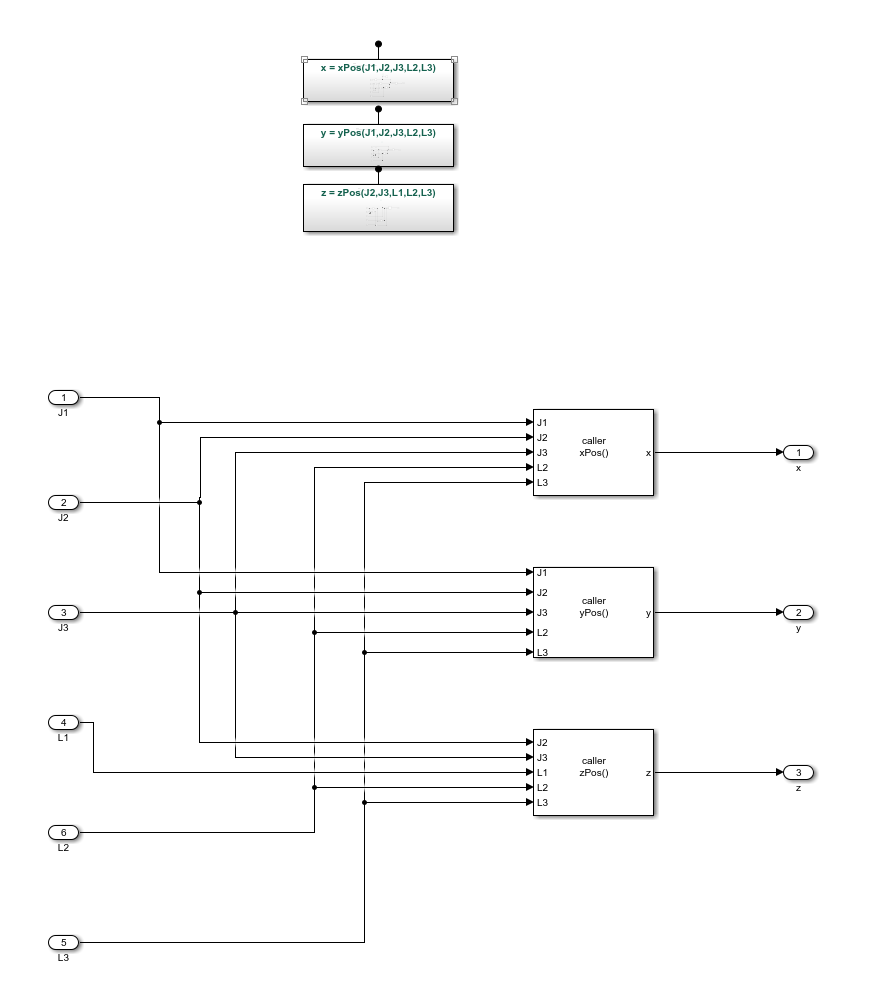 x = xPos(J1,J2,J3,L2,L3)
y = yPos(J1,J2,J3,L2,L3)
z = zPos(J2,J3,L1,L2,L3)
1
J1
J1
J2
J3
L2
L3
caller
xPos()
x
1
x
2
J2
J1
J2
J3
L2
L3
caller
yPos()
y
2
y
3
J3
4
L1
J2
J3
L1
L2
L3
caller
zPos()
z
3
z
6
L2
5
L3